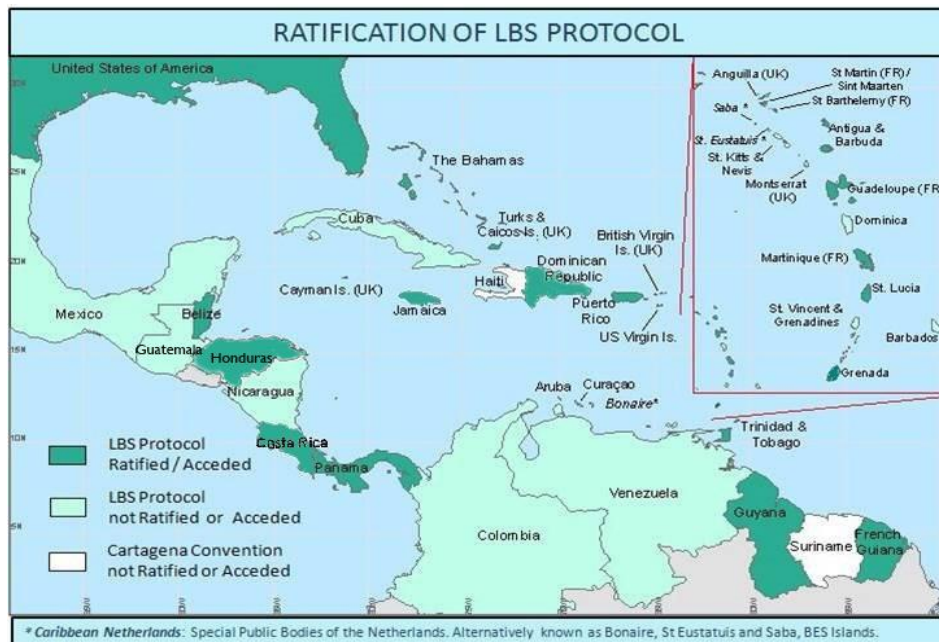 RATIFICATION OF LBS PROTOCOL
United States of America
The Bahamas
Cuba
Turks &
Caicos Is. (UK)
British Virgin
Is. (UK)
Haiti
Dominican
Republic
Cayman Is. (UK)
Jamaica
Puerto
Rico
US Virgin Is.
Mexico
Belize
Guatemala
Honduras
Nicaragua
Costa Rica
Panama
Aruba
Curaçao
Bonaire*
Trinidad &
Tobago
Venezuela
Colombia
Guyana
Suriname
French
Guiana
Anguilla (UK)
St Martin (FR) /
Sint Maarten
Saba *
St Barthelemy (FR)
St. Eustatuis *
Antigua &
Barbuda
St. Kitts &
Nevis
Montserrat
(UK)
Guadeloupe (FR)
Dominica
Martinique (FR)
St. Lucia
St. Vincent &
Grenadines
Barbados
Grenada
25N
20N
15N
10N
5N
LBS Protocol
Ratified / Acceded
LBS Protocol
not Ratified or Acceded
Cartagena Convention
not Ratified or Acceded
* Caribbean Netherlands: Special Public Bodies of the Netherlands. Alternatively known as Bonaire, St Eustatius and Saba, BES Islands.